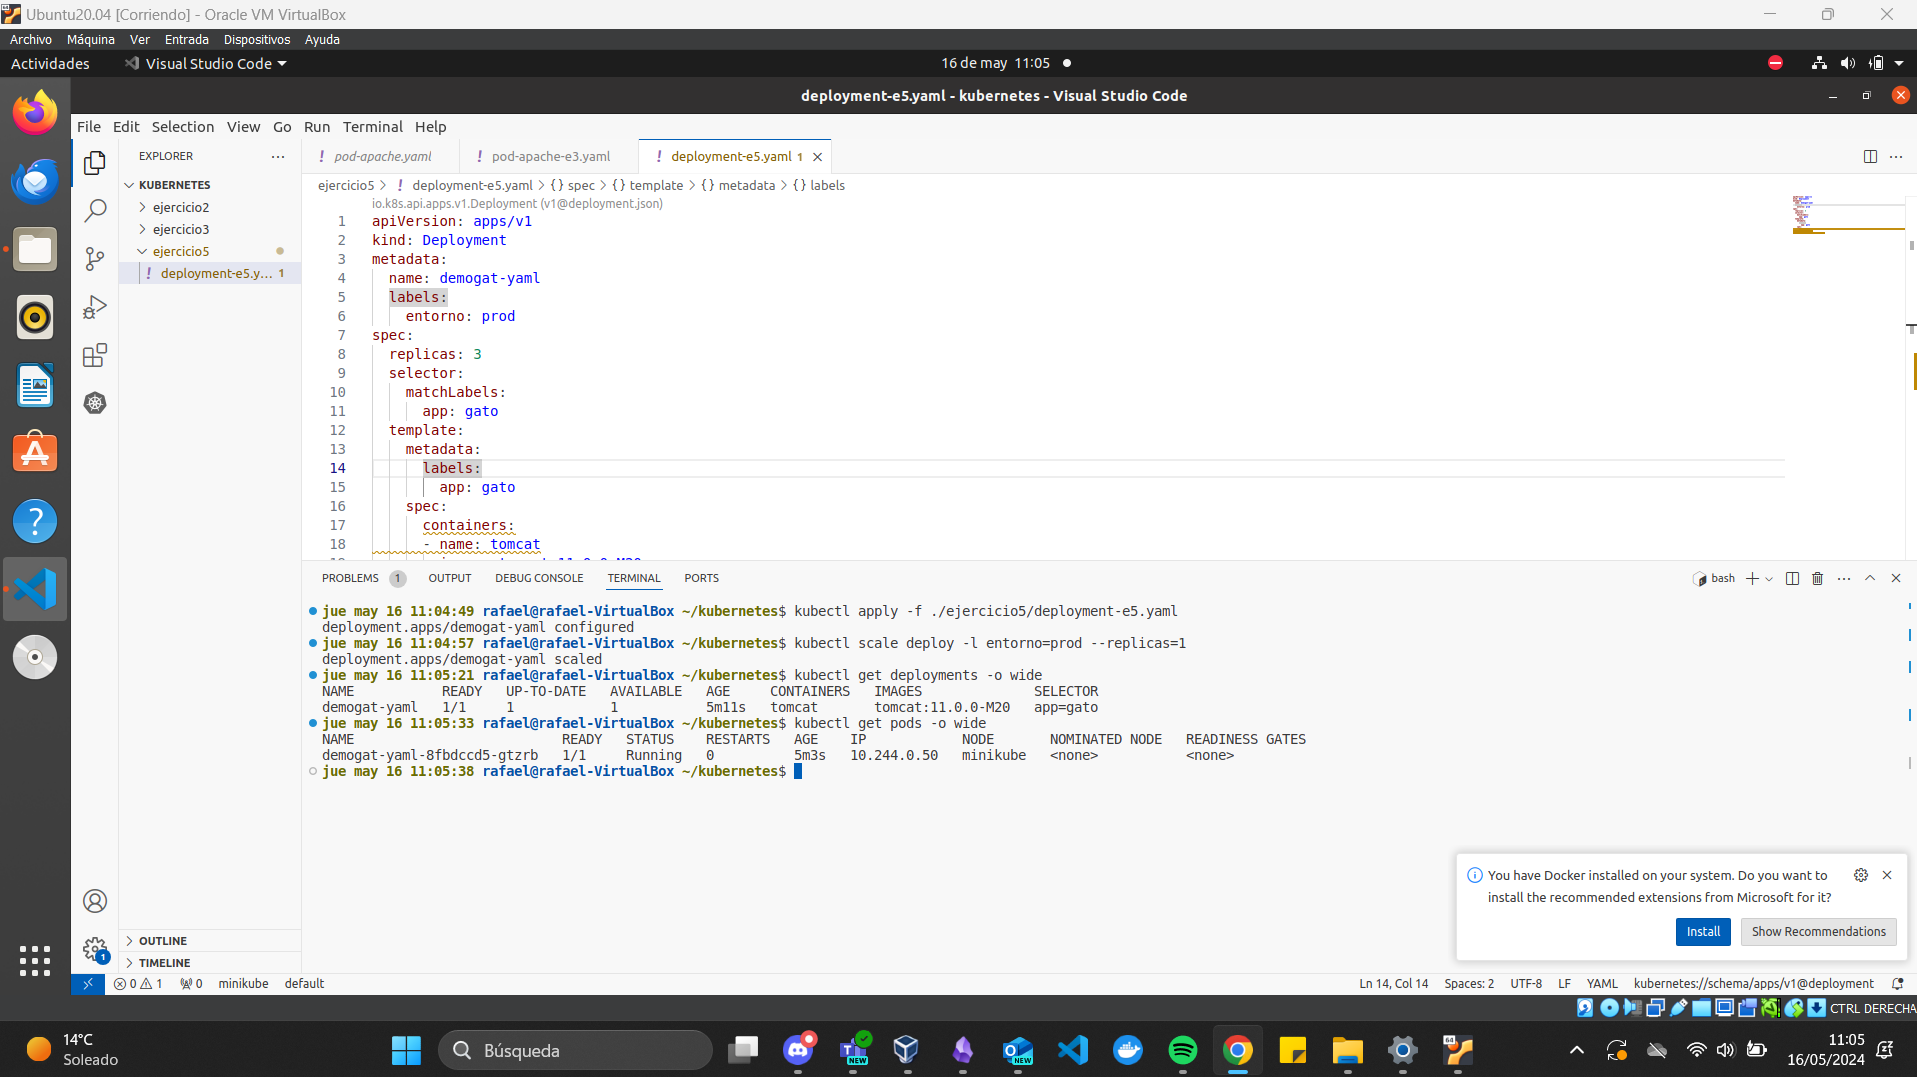 Ubuntu20.04 [Corriendo] - Oracle VM VirtualBox
Archivo Máquina Ver Entrada Dispositivos Ayuda
Actividades Visual Studio Code 16 de may 11:05
deployment-e5.yaml - kubernetes - Visual Studio Code
File Edit Selection View Go Run Terminal Help
EXPLORER
KUBERNETES
ejercicio2
ejercicio3
ejercicio5
! deployment-e5.y... 1
OUTLINE
TIMELINE
! pod-apache.yaml ! pod-apache-e3.yaml ! deployment-e5.yaml 1
ejercicio5 > ! deployment-e5.yaml > {} spec > {} template > {} metadata > {} labels
io.k8s.api.apps.v1.Deployment (v1@deployment.json)
1 apiVersion: apps/v1
2 kind: Deployment
3 metadata:
4 name: demogat-yaml
5 labels:
6 entorno: prod
7 spec:
8 replicas: 3
9 selector:
10 matchLabels:
11 app: gato
12 template:
13 metadata:
14 labels:
15 app: gato
16 spec:
17 containers:
18 - name: tomcat
PROBLEMS 1 OUTPUT DEBUG CONSOLE TERMINAL PORTS
bash
jue may 16 11:04:49 rafael@rafael-VirtualBox ~/kubernetes$ kubectl apply -f ./ejercicio5/deployment-e5.yaml
deployment.apps/demogat-yaml configured
jue may 16 11:04:57 rafael@rafael-VirtualBox ~/kubernetes$ kubectl scale deploy -l entorno=prod --replicas=1
deployment.apps/demogat-yaml scaled
jue may 16 11:05:21 rafael@rafael-VirtualBox ~/kubernetes$ kubectl get deployments -o wide
NAME READY UP-TO-DATE AVAILABLE AGE CONTAINERS IMAGES SELECTOR
demogat-yaml 1/1 1 1 5m11s tomcat tomcat:11.0.0-M20 app=gato
jue may 16 11:05:33 rafael@rafael-VirtualBox ~/kubernetes$ kubectl get pods -o wide
NAME READY STATUS RESTARTS AGE IP NODE NOMINATED NODE READINESS GATES
demogat-yaml-8fbdccd5-gtzrb 1/1 Running 0 5m3s 10.244.0.50 minikube <none> <none>
jue may 16 11:05:38 rafael@rafael-VirtualBox ~/kubernetes$
You have Docker installed on your system. Do you want to
install the recommended extensions from Microsoft for it?
Install Show Recommendations
1
0 1 0 minikube default Ln 14, Col 14 Spaces: 2 UTF-8 LF YAML kubernetes://schema/apps/v1@deployment
CTRL DERECHA
14°C
Soleado
Búsqueda
NEW
NEW
64
11:05
16/05/2024